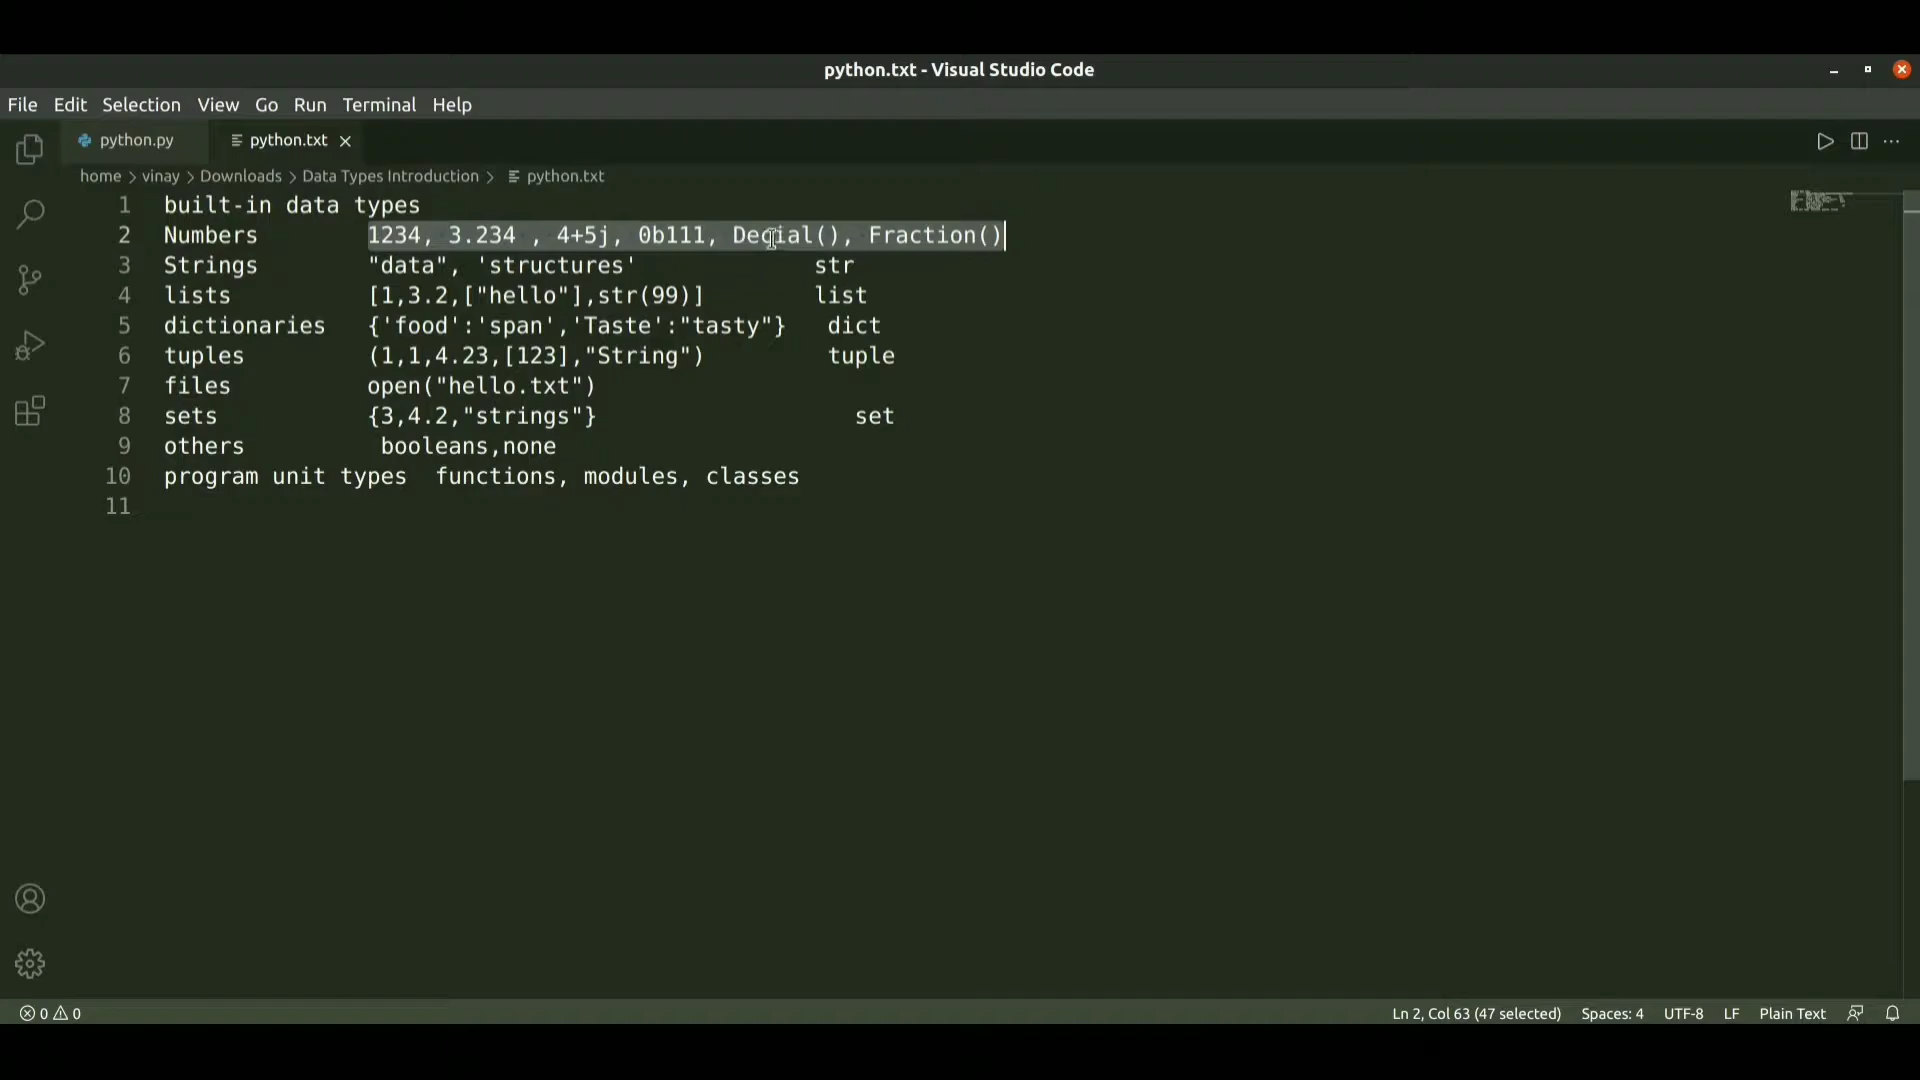 python.txt - Visual Studio Code
File Edit Selection View Go Run Terminal Help
python.py python.txt
home > vinay > Downloads > Data Types Introduction > python.txt
1 built-in data types
2 Numbers 1234, 3.234 , 4+5j, 0b111, Decial(), Fraction()
3 Strings "data", 'structures' str
4 lists [1,3.2,["hello"],str(99)] list
5 dictionaries {'food':'span','Taste':"tasty"} dict
6 tuples (1,1,4.23,[123],"String") tuple
7 files open("hello.txt")
8 sets {3,4.2,"strings"} set
9 others booleans,none
10 program unit types functions, modules, classes
11
0 0 Ln 2, Col 63 (47 selected) Spaces: 4 UTF-8 LF Plain Text